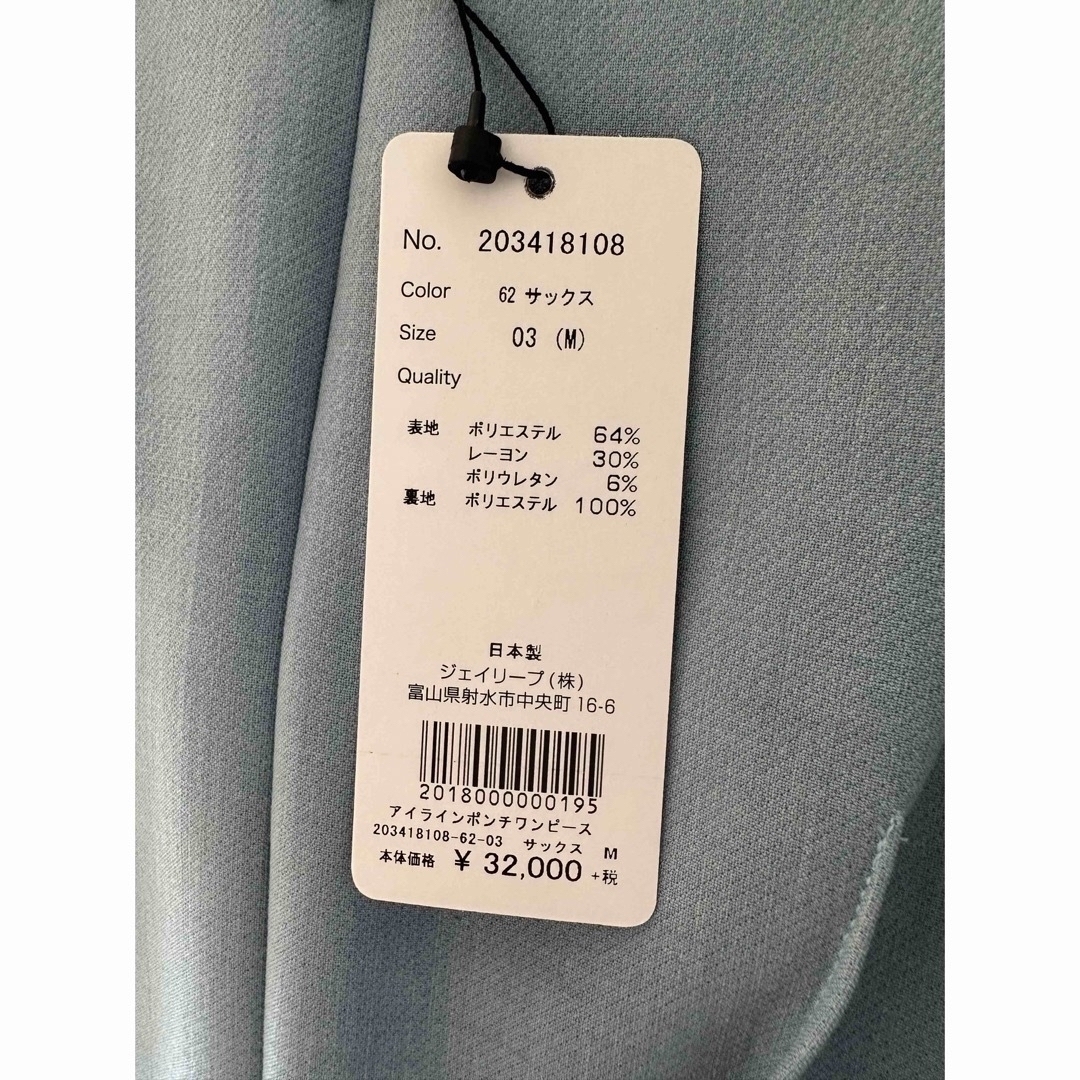 No. 203418108
Color 62 サックス
Size 03 (M)
Quality
表地 ポリエステル 64%
レーヨン 30%
ポリウレタン 6%
裏地 ポリエステル 100%
日本製
ジェイリープ(株)
富山県射水市中央町 16-6
2018000000195
アイラインポンチワンピース
203418108-62-03 サックス M
本体価格 ¥ 32,000 +税